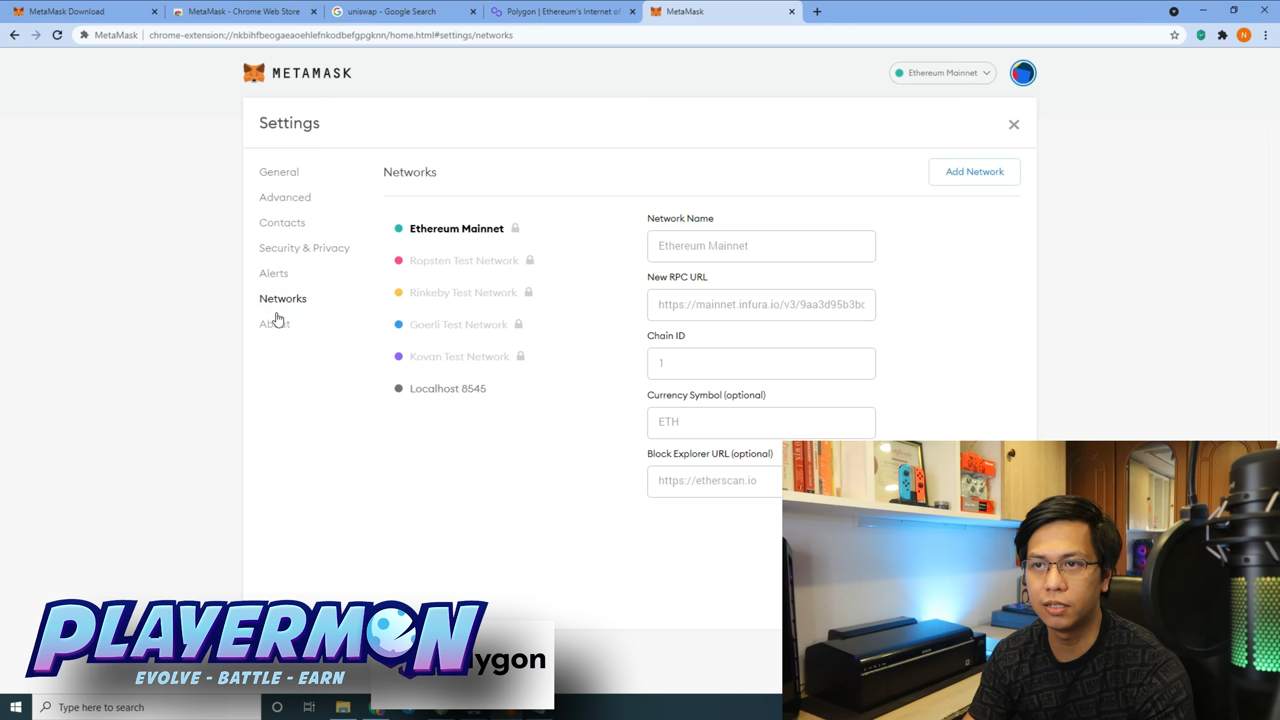 MetaMask Download
MetaMask - Chrome Web Store
uniswap - Google Search
Polygon | Ethereum's Internet of
MetaMask
MetaMask
chrome-extension://nkbihfbeogaeaoehlefnkodbefgpgknn/home.html#settings/networks
N
METAMASK
Ethereum Mainnet
Settings
General
Advanced
Contacts
Security & Privacy
Alerts
Networks
About
Networks
Add Network
Ethereum Mainnet
Ropsten Test Network
Rinkeby Test Network
Goerli Test Network
Kovan Test Network
Localhost 8545
Network Name
Ethereum Mainnet
New RPC URL
https://mainnet.infura.io/v3/9aa3d95b3bc
Chain ID
1
Currency Symbol (optional)
ETH
Block Explorer URL (optional)
https://etherscan.io
PLAYERMON
EVOLVE - BATTLE - EARN
lygon
EPSON
Type here to search